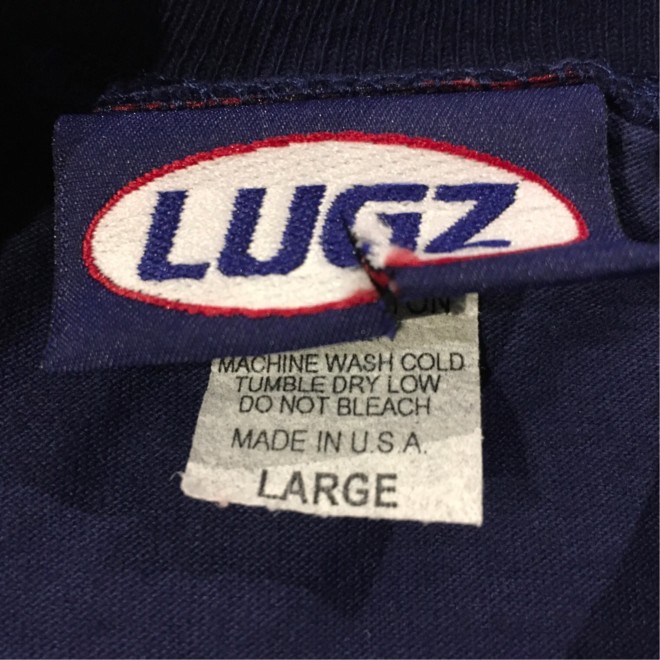 LUGZ
MACHINE WASH COLD
TUMBLE DRY LOW
DO NOT BLEACH
MADE IN U.S.A.
LARGE